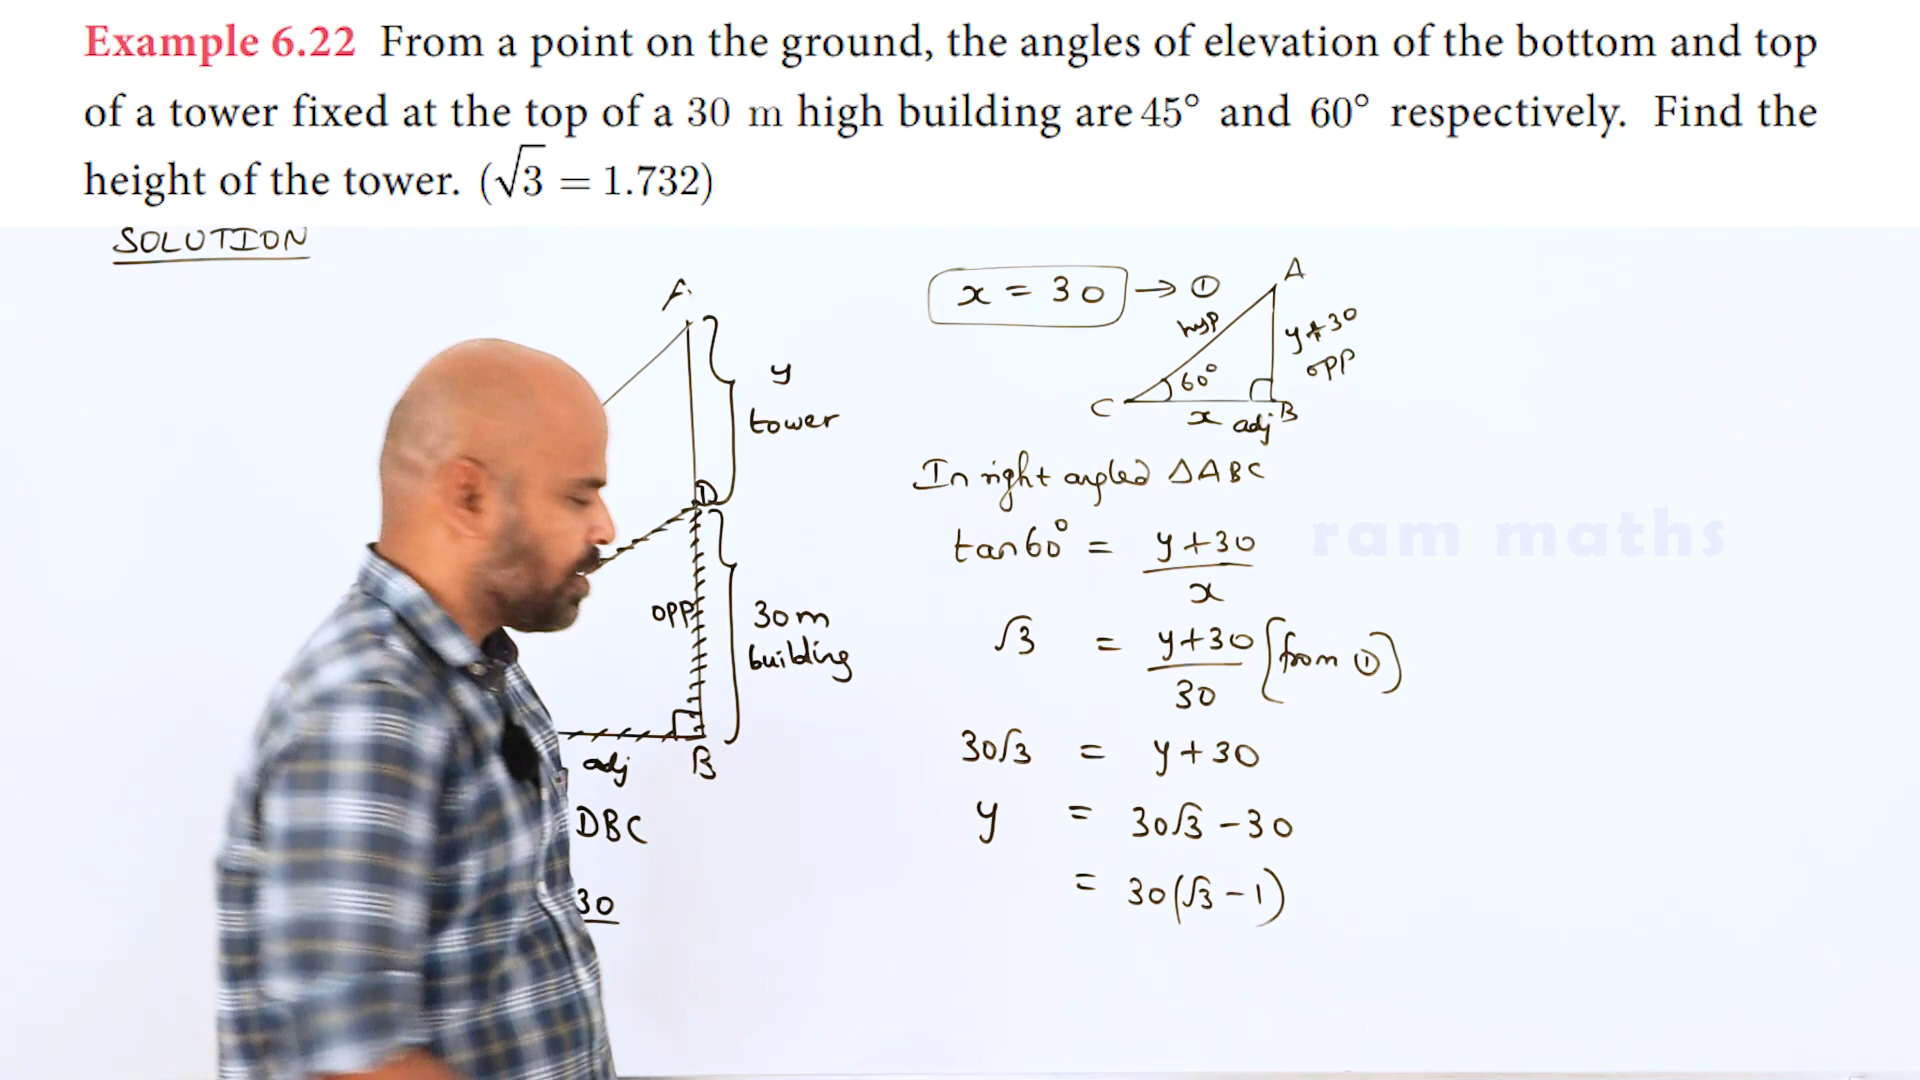 Example 6.22 From a point on the ground, the angles of elevation of the bottom and top
of a tower fixed at the top of a 30 m high building are 45° and 60° respectively. Find the
height of the tower. (√3 = 1.732)
SOLUTION
A
y
tower
D
opp
30m
building
adj
B
DBC
30
x = 30 → ①
A
hyp
y+30
opp
60°
C
x adj
B
In right angled ΔABC
tan60° = y+30
x
√3 = y+30 [from ①]
30
30√3 = y+30
y = 30√3 - 30
= 30(√3 - 1)
ram maths